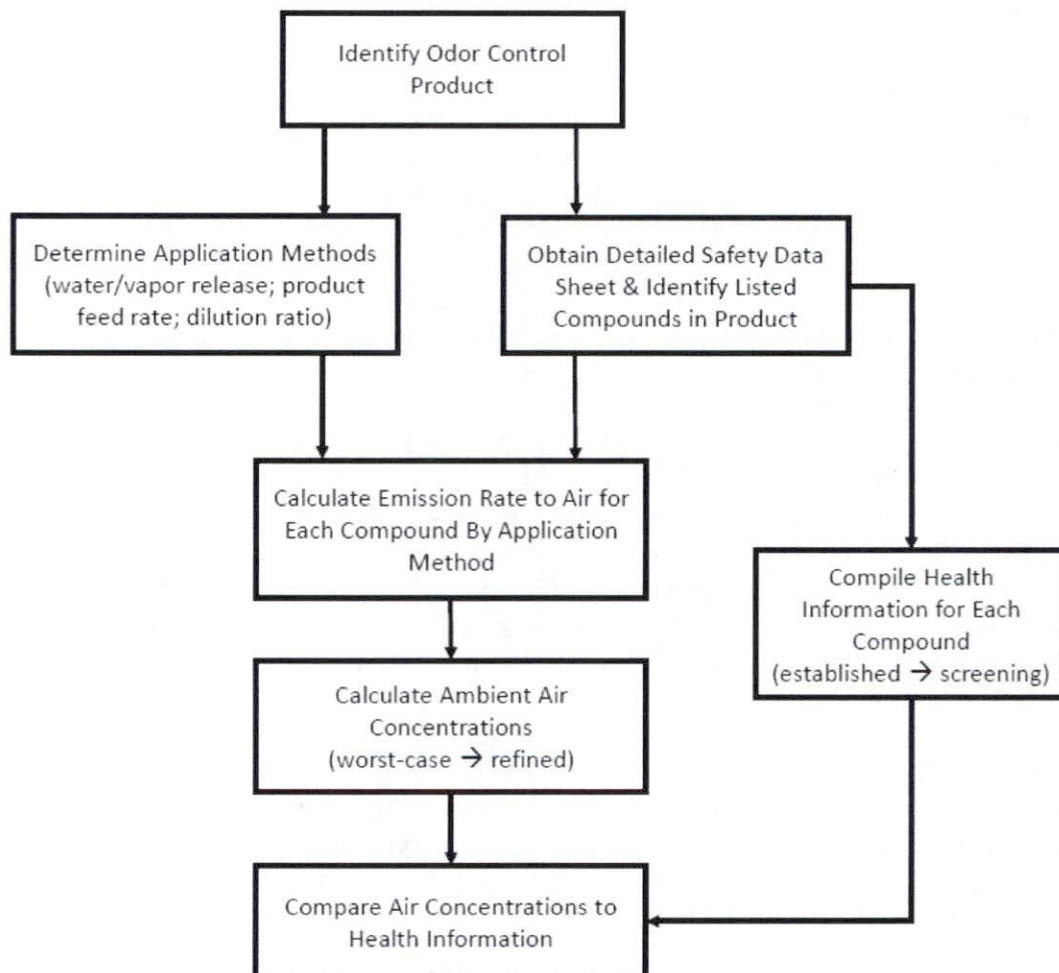 Identify Odor Control
Product
Determine Application Methods
(water/vapor release; product
feed rate; dilution ratio)
Obtain Detailed Safety Data
Sheet & Identify Listed
Compounds in Product
Calculate Emission Rate to Air for
Each Compound By Application
Method
Compile Health
Information for Each
Compound
(established → screening)
Calculate Ambient Air
Concentrations
(worst-case → refined)
Compare Air Concentrations to
Health Information